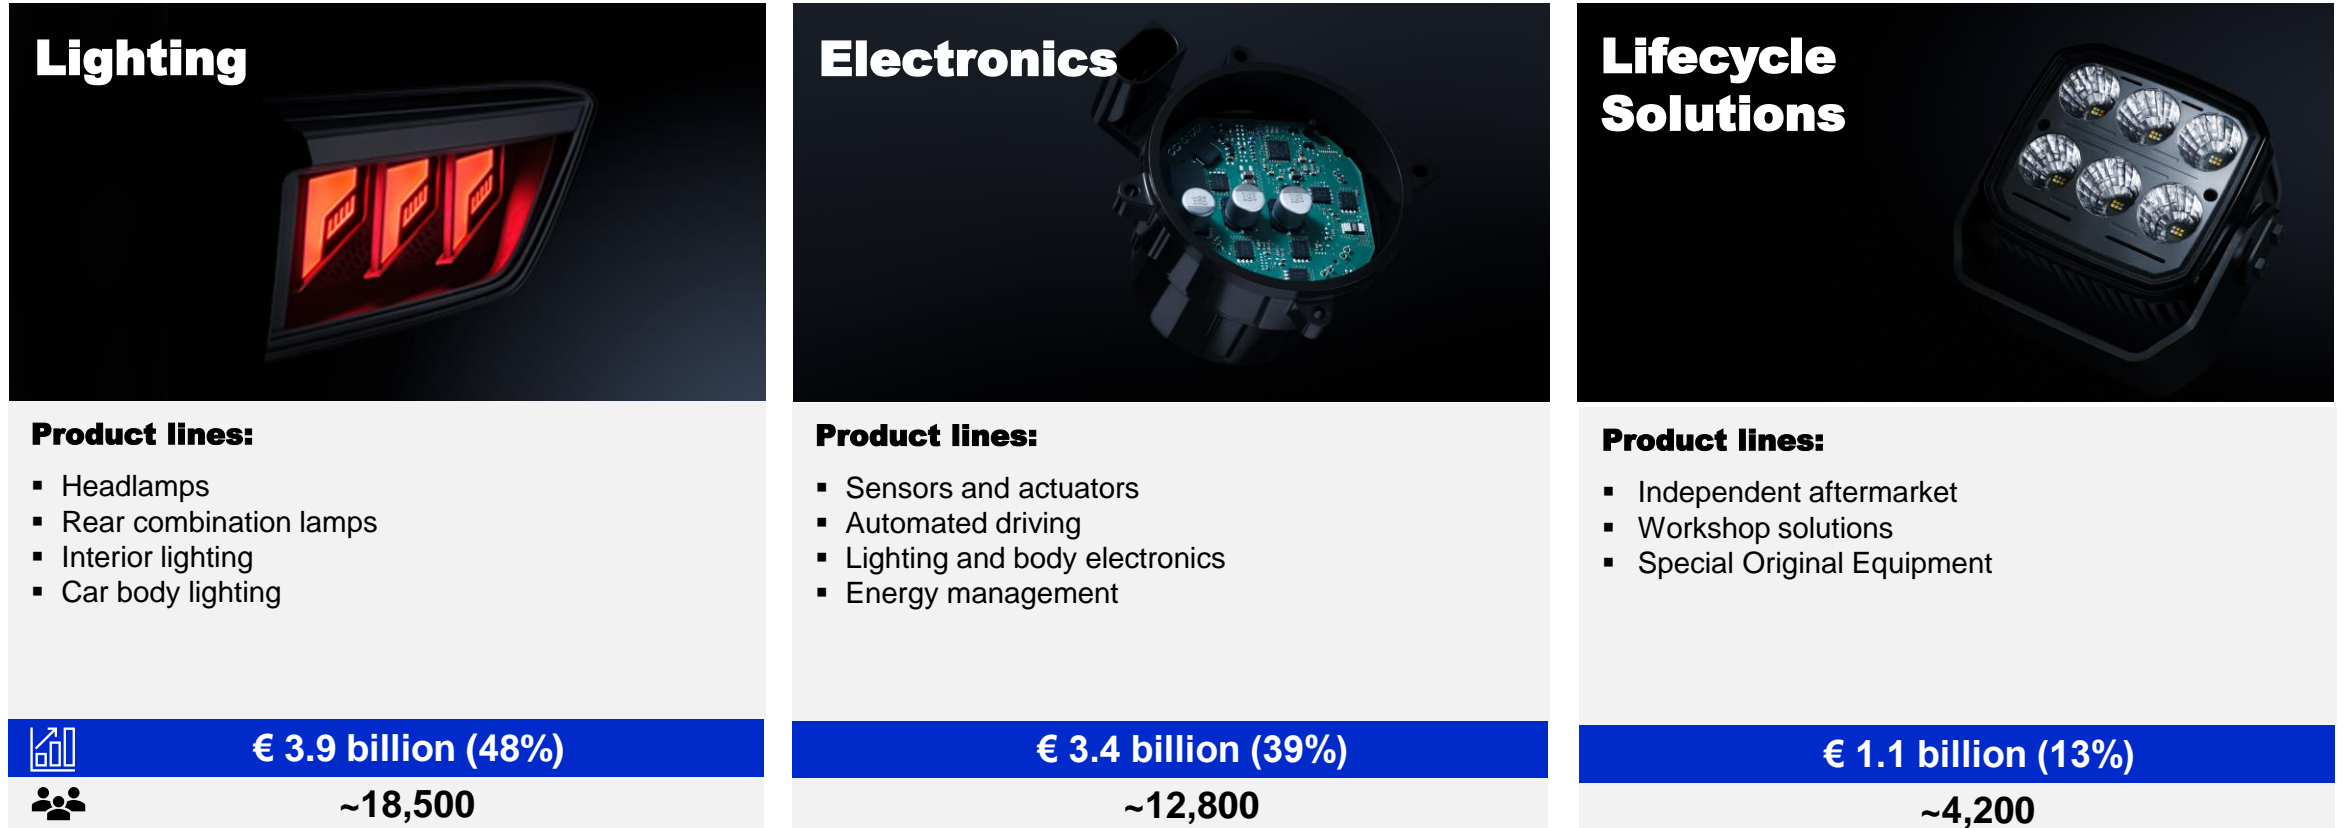 Lighting
Product lines:
▪ Headlamps
▪ Rear combination lamps
▪ Interior lighting
▪ Car body lighting
€ 3.9 billion (48%)
~18,500
Electronics
Product lines:
▪ Sensors and actuators
▪ Automated driving
▪ Lighting and body electronics
▪ Energy management
€ 3.4 billion (39%)
~12,800
Lifecycle
Solutions
Product lines:
▪ Independent aftermarket
▪ Workshop solutions
▪ Special Original Equipment
€ 1.1 billion (13%)
~4,200